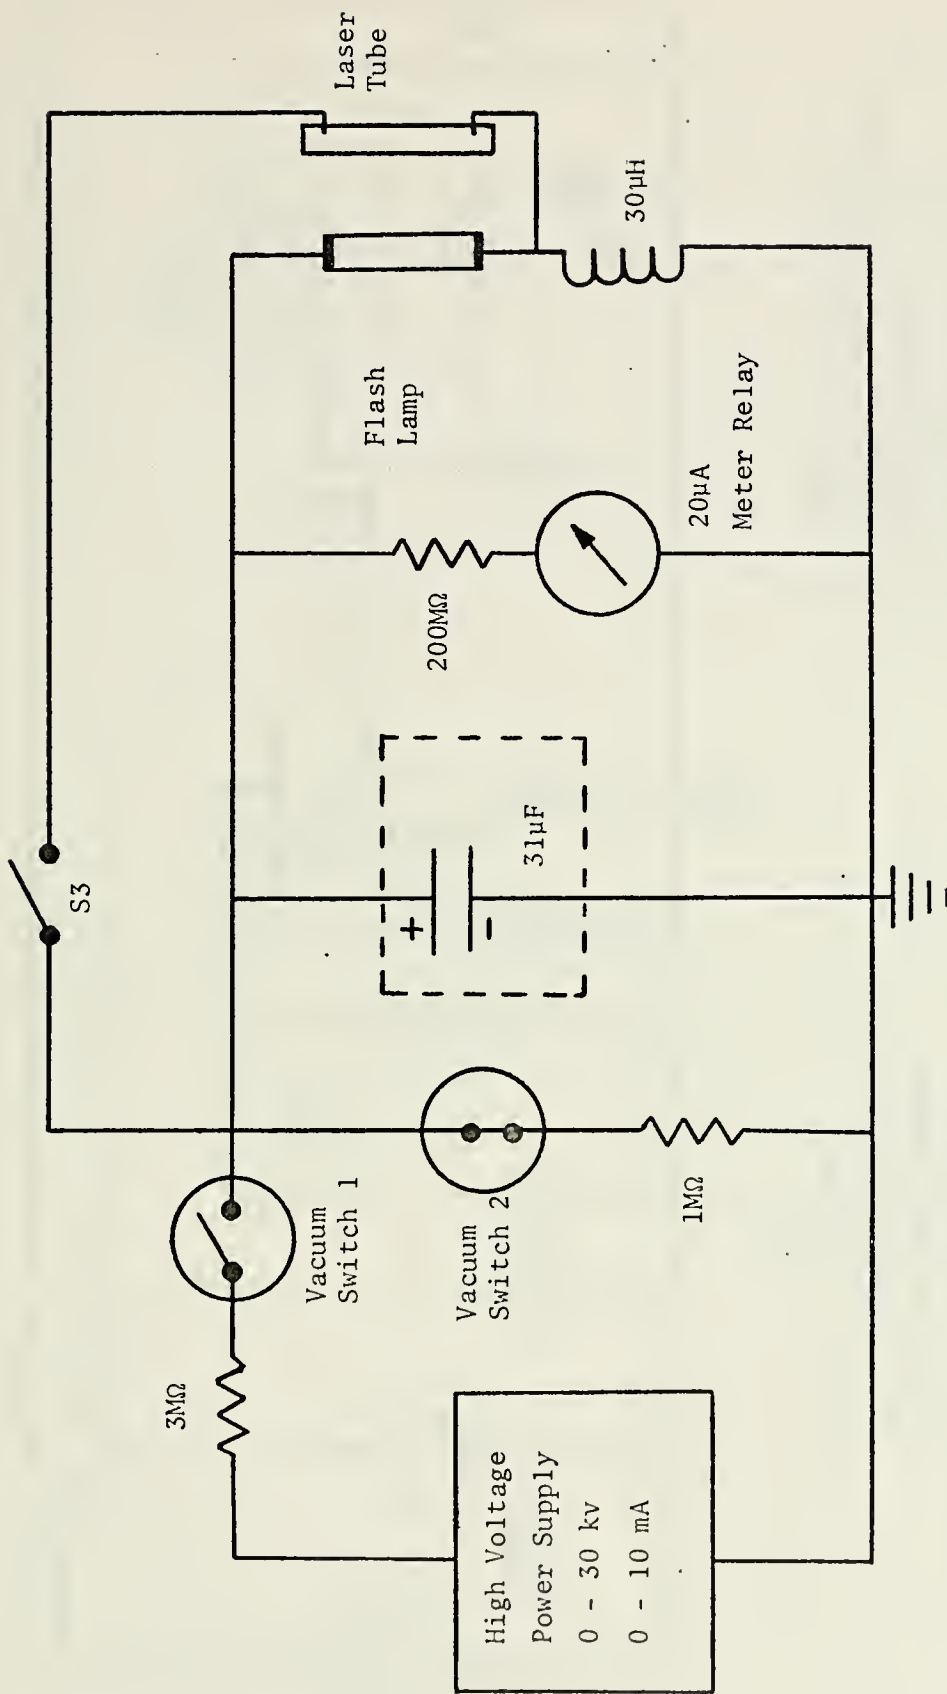 S3
Laser
Tube
3MΩ
Vacuum
Switch 1
Vacuum
Switch 2
1MΩ
+
-
31μF
200MΩ
20μA
Meter Relay
Flash
Lamp
30μH
High Voltage
Power Supply
0 - 30 kv
0 - 10 mA